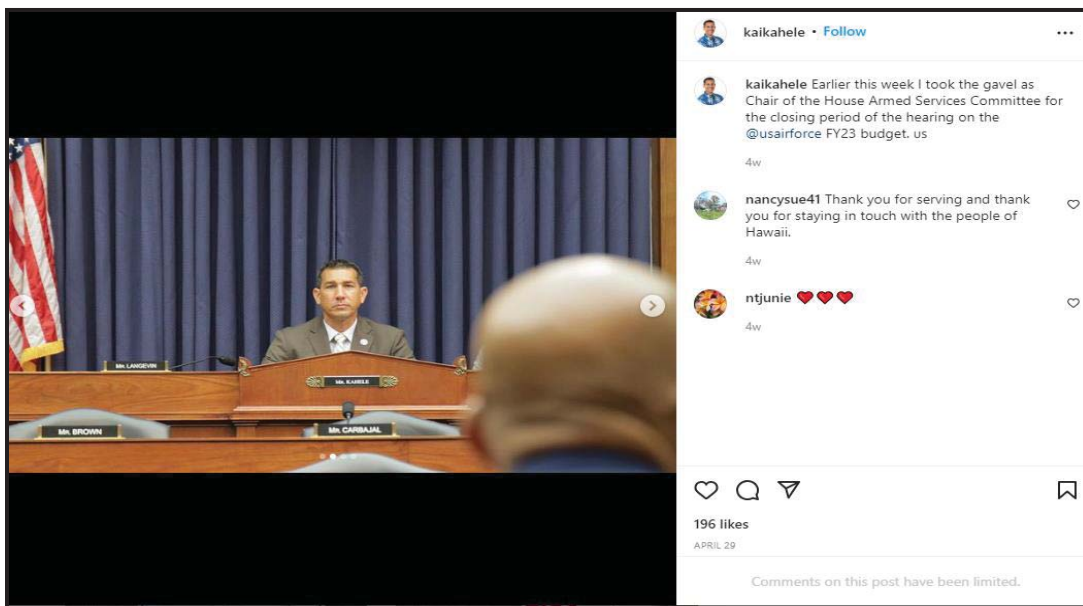 kaikahele • Follow
kaikahele Earlier this week I took the gavel as
Chair of the House Armed Services Committee for
the closing period of the hearing on the
@usairforce FY23 budget. us
4w
nancysue41 Thank you for serving and thank
you for staying in touch with the people of
Hawaii.
4w
ntjunie ❤️❤️❤️
4w
MR. LANGEVIN
MR. KAHELE
MR. BROWN
MR. CARBAJAL
196 likes
APRIL 29
Comments on this post have been limited.